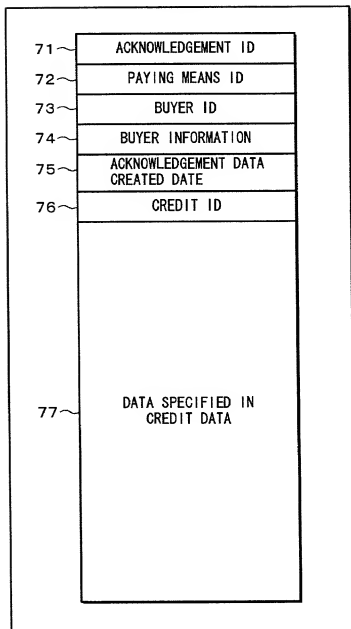 71 ACKNOWLEDGEMENT ID
72 PAYING MEANS ID
73 BUYER ID
74 BUYER INFORMATION
75 ACKNOWLEDGEMENT DATA
CREATED DATE
76 CREDIT ID
77 DATA SPECIFIED IN
CREDIT DATA